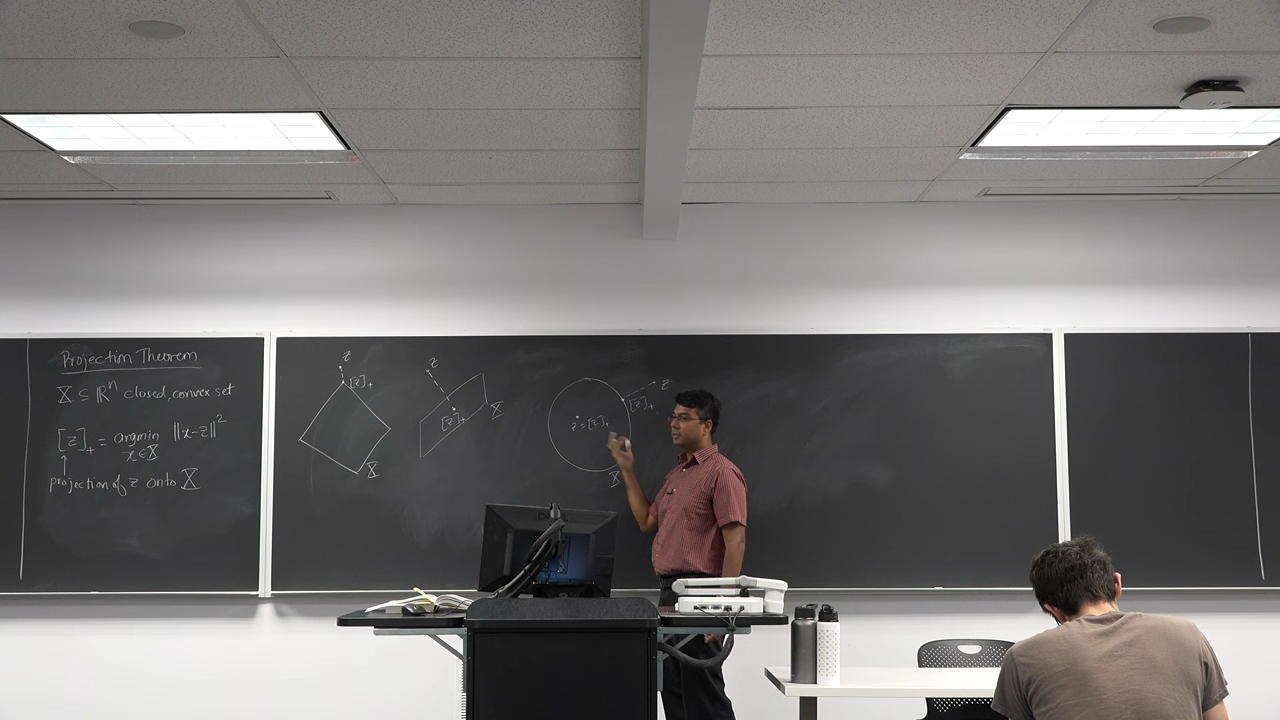 Projection Theorem
X ⊆ ℝⁿ closed, convex set
[z]₊ = argmin ||x-z||²
x∈X
↑
projection of z onto X
z
[z]₊
X
z
[z]₊
X
z
[z]₊
z=[z]₊
X